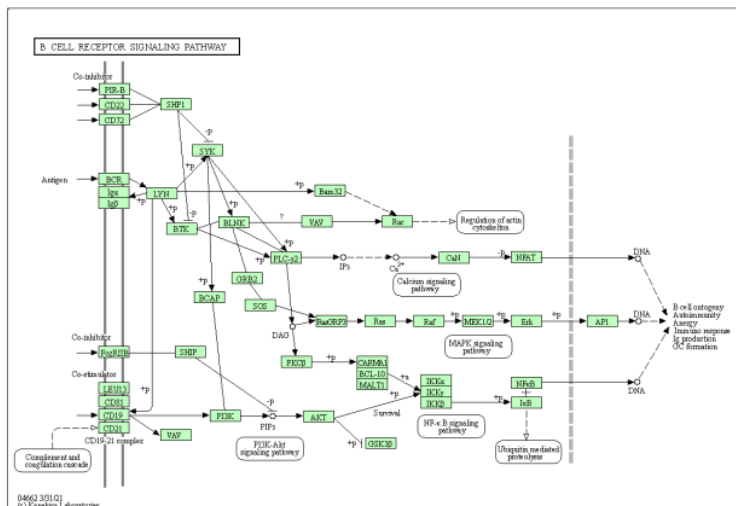 B CELL RECEPTOR SIGNALING PATHWAY
Co-inhibitor
PIR-B
CD22
CD72
SHP1
-p
SYK
+p
+p
+p
Antigen
BCR
Igα
Igβ
+p
LYN
+p
-p
BTK
+p
Bam32
BLNK
?
VAV
Rac
Regulation of actin
cytoskelton
+p
+p
PLC-γ2
IP3
Ca2+
CaN
-p
NFAT
DNA
Calcium signaling
pathway
GRB2
BCAP
SOS
DAG
RasGRP3
Ras
Raf
+p
MEK1/2
+p
Erk
+p
AP1
DNA
MAPK signaling
pathway
B cell ontogeny
Autoimmunity
Anergy
Immuno response
Ig production
GC formation
Co-inhibitor
FcgRIIB
SHIP
PKCβ
+p
CARMA1
BCL-10
MALT1
+u
IKKα
IKKγ
IKKβ
+p
NFκB
IκB
DNA
Co-stimulator
LEU13
CD81
CD19
CD21
+p
CD19-21 complex
VAV
PI3K
-p
PIP3
AKT
+p
Survival
+p
GSK3β
PI3K-Akt
signaling pathway
NF-κB signaling
pathway
Ubiquitin mediated
proteolysis
Complement and
coagulation cascade
04662 3/31/21
(c) Kanehisa Laboratories